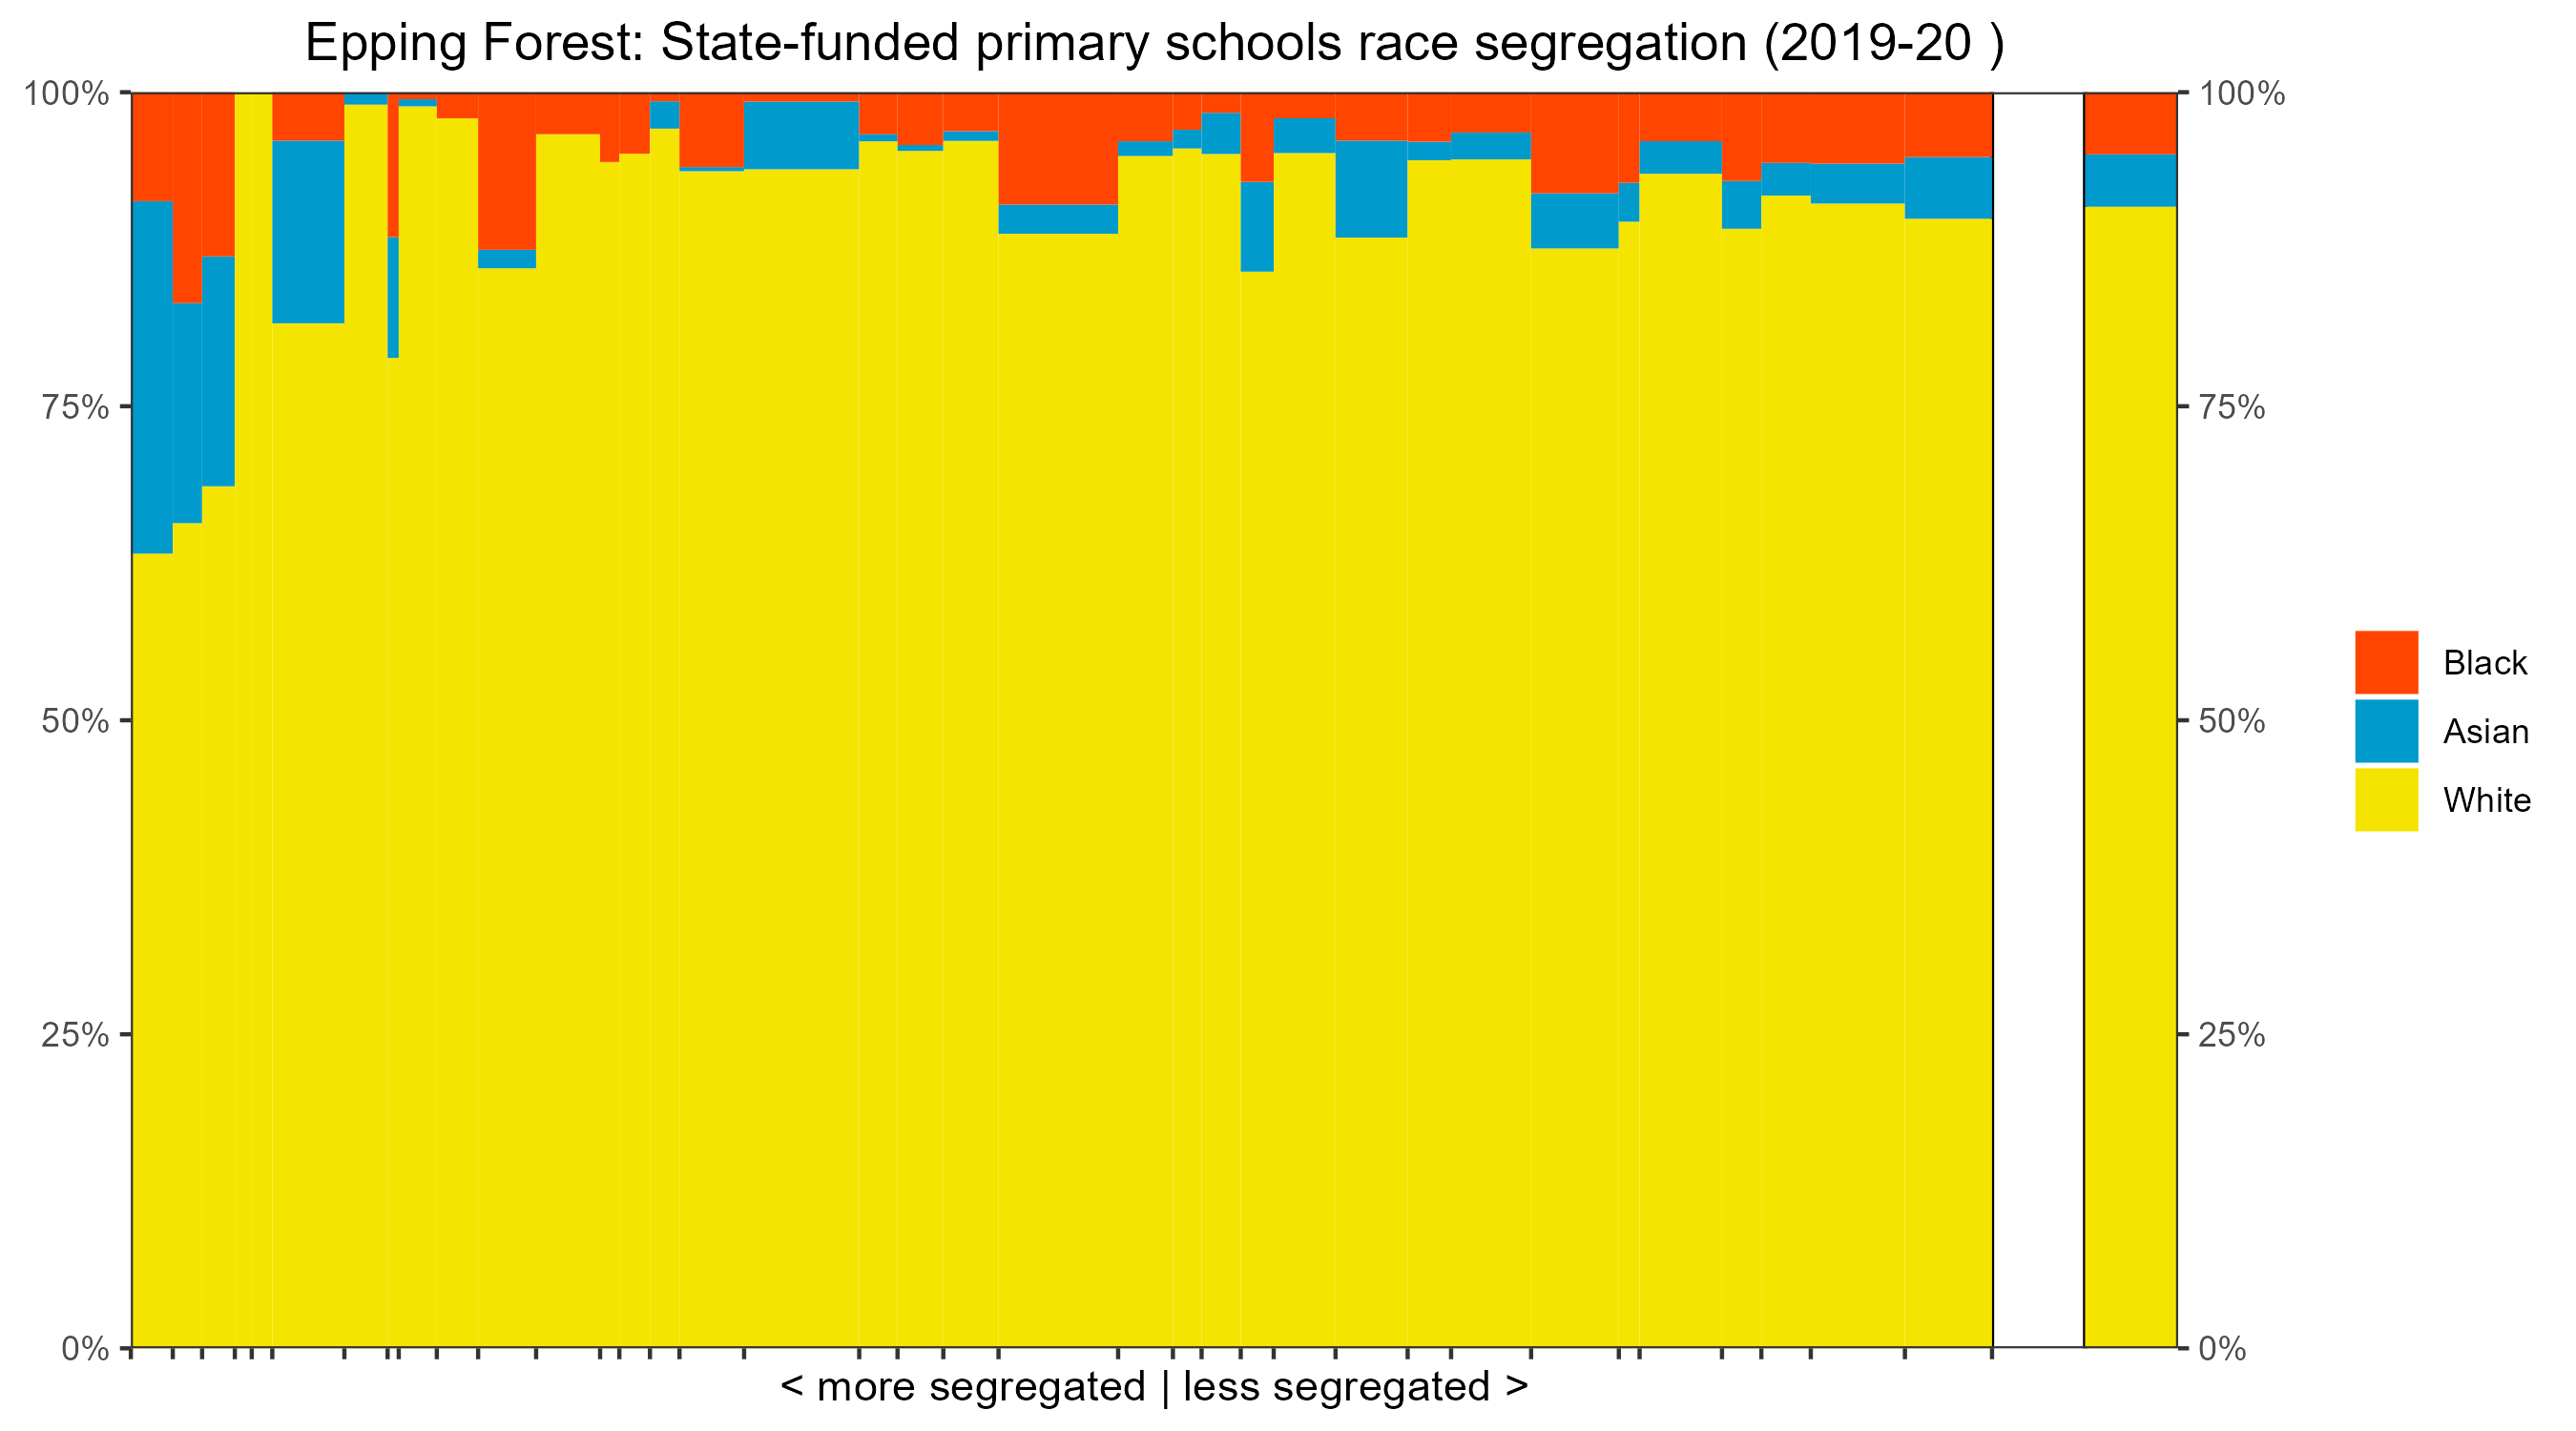 Epping Forest: State-funded primary schools race segregation (2019-20 )
100%
75%
50%
25%
0%
100%
75%
50%
25%
0%
Black
Asian
White
< more segregated | less segregated >